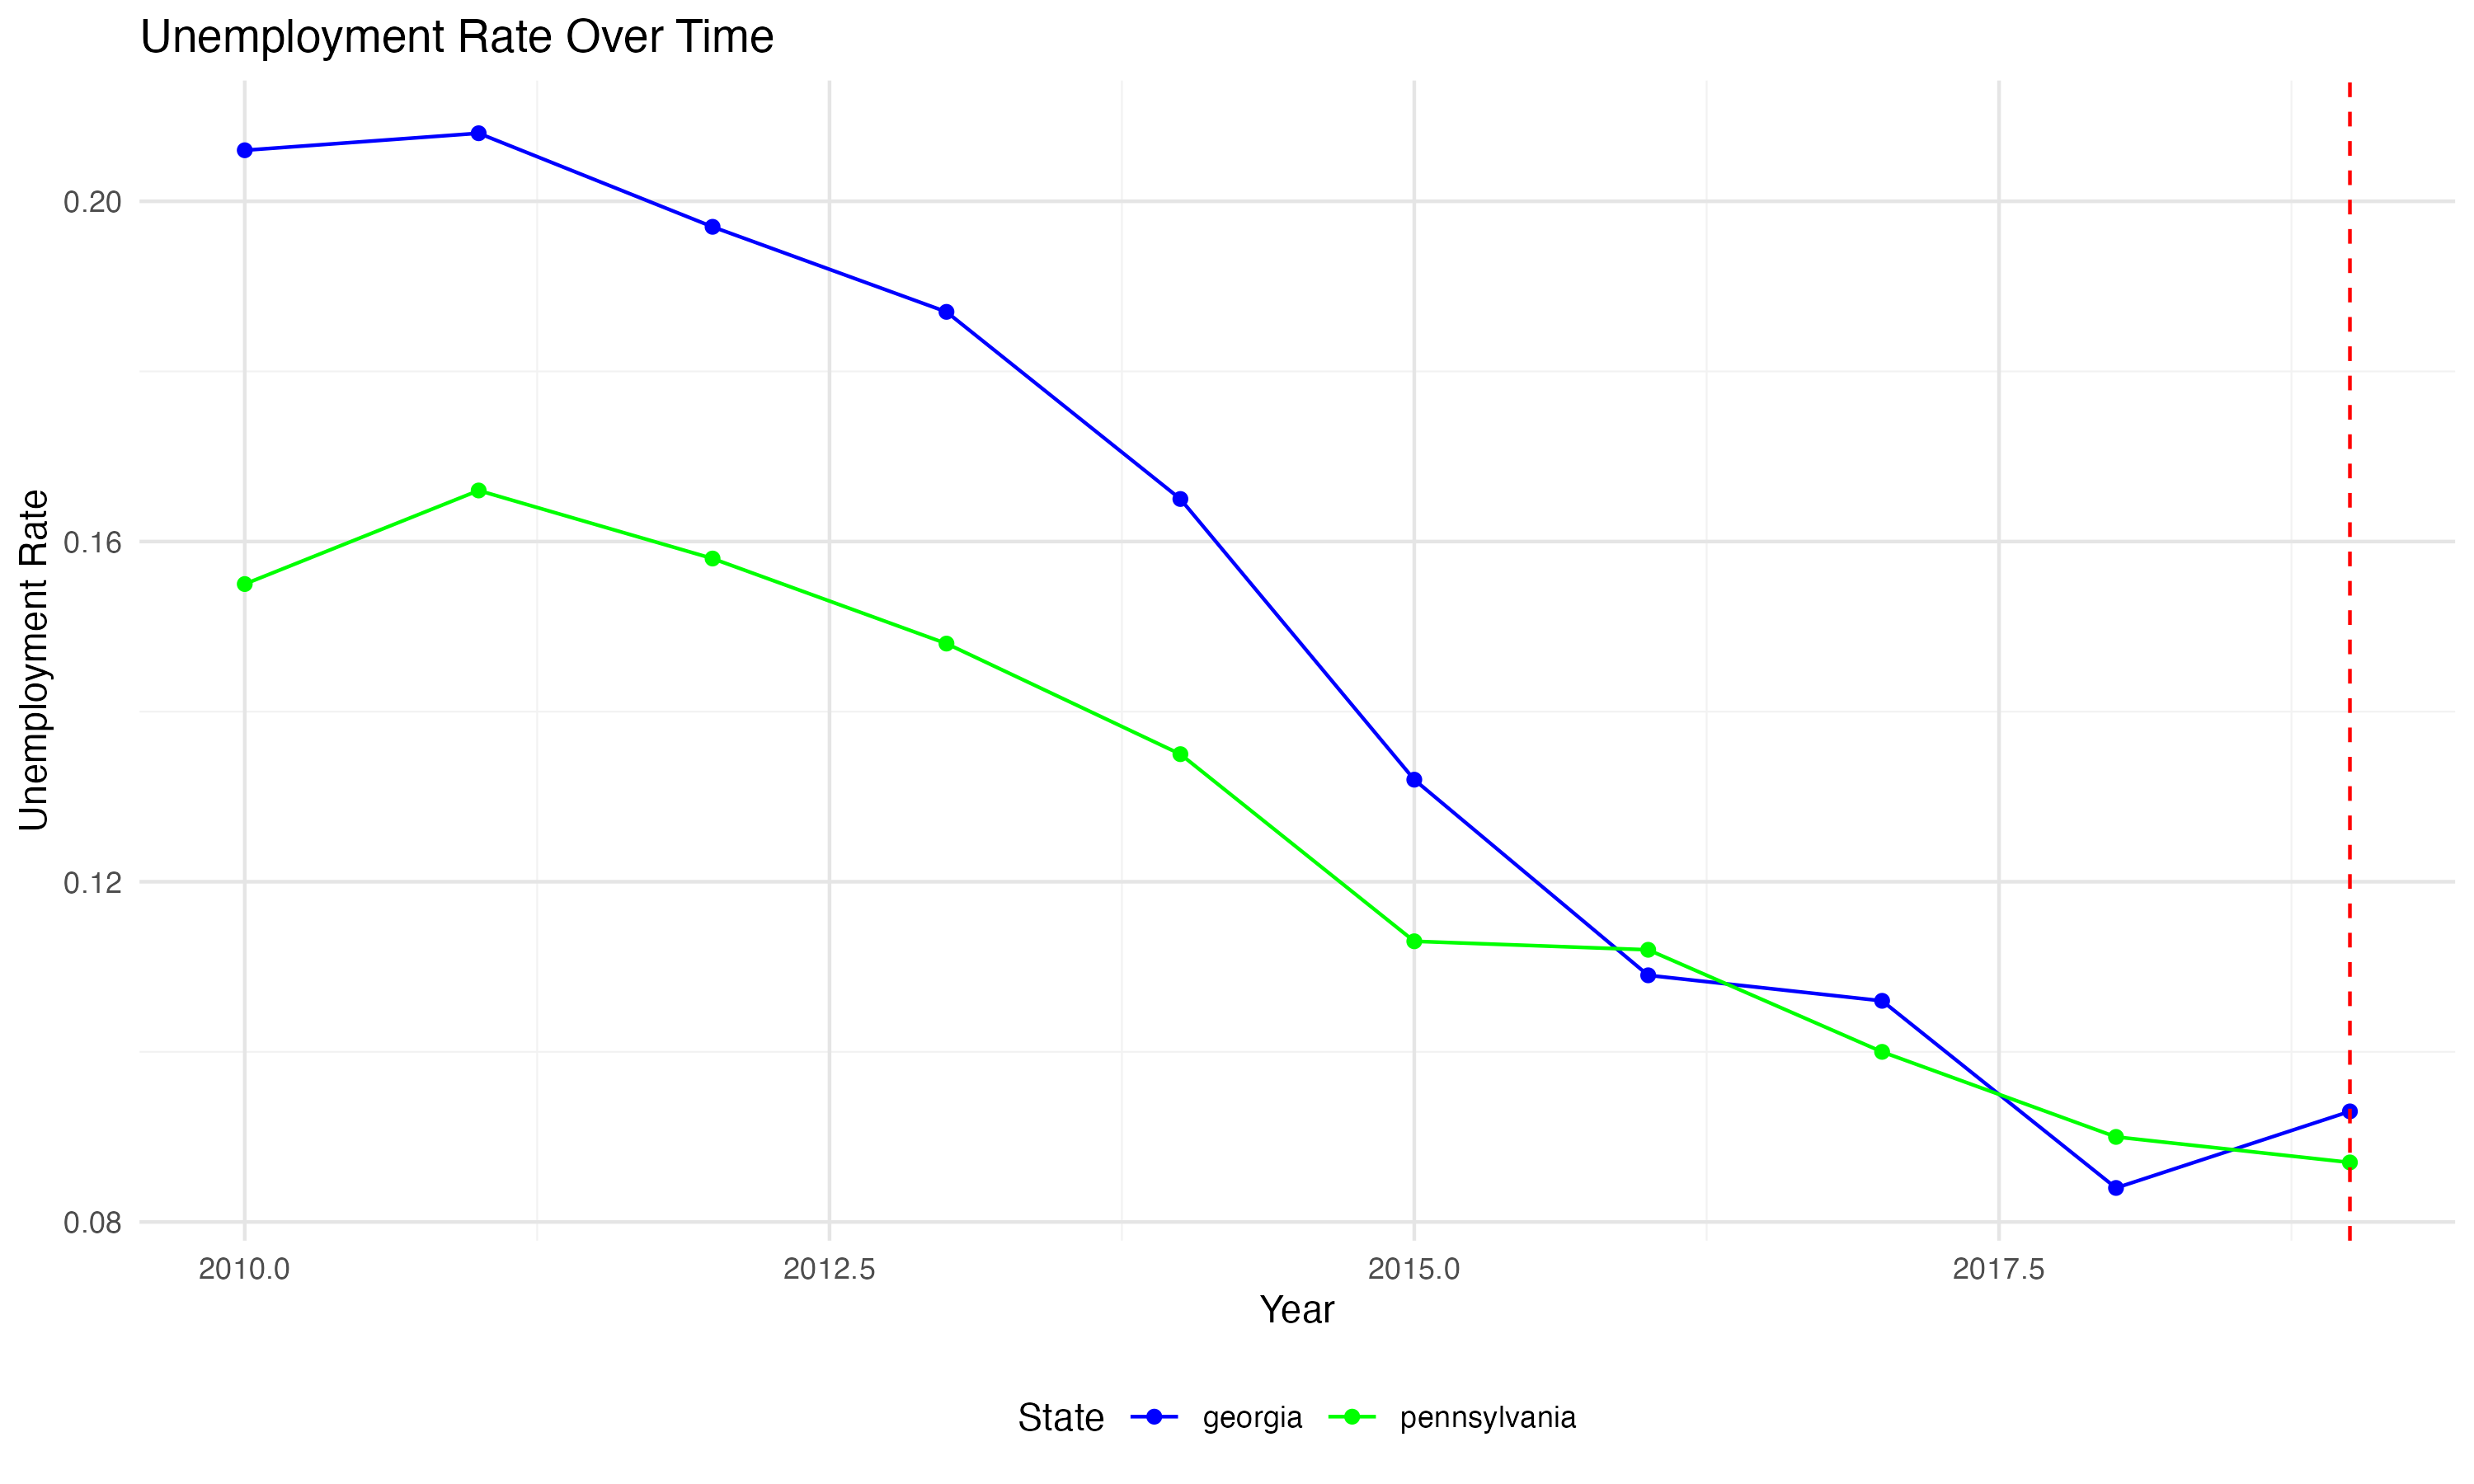 Unemployment Rate Over Time
Unemployment Rate
0.20
0.16
0.12
0.08
2010.0 2012.5 2015.0 2017.5
Year
State georgia pennsylvania